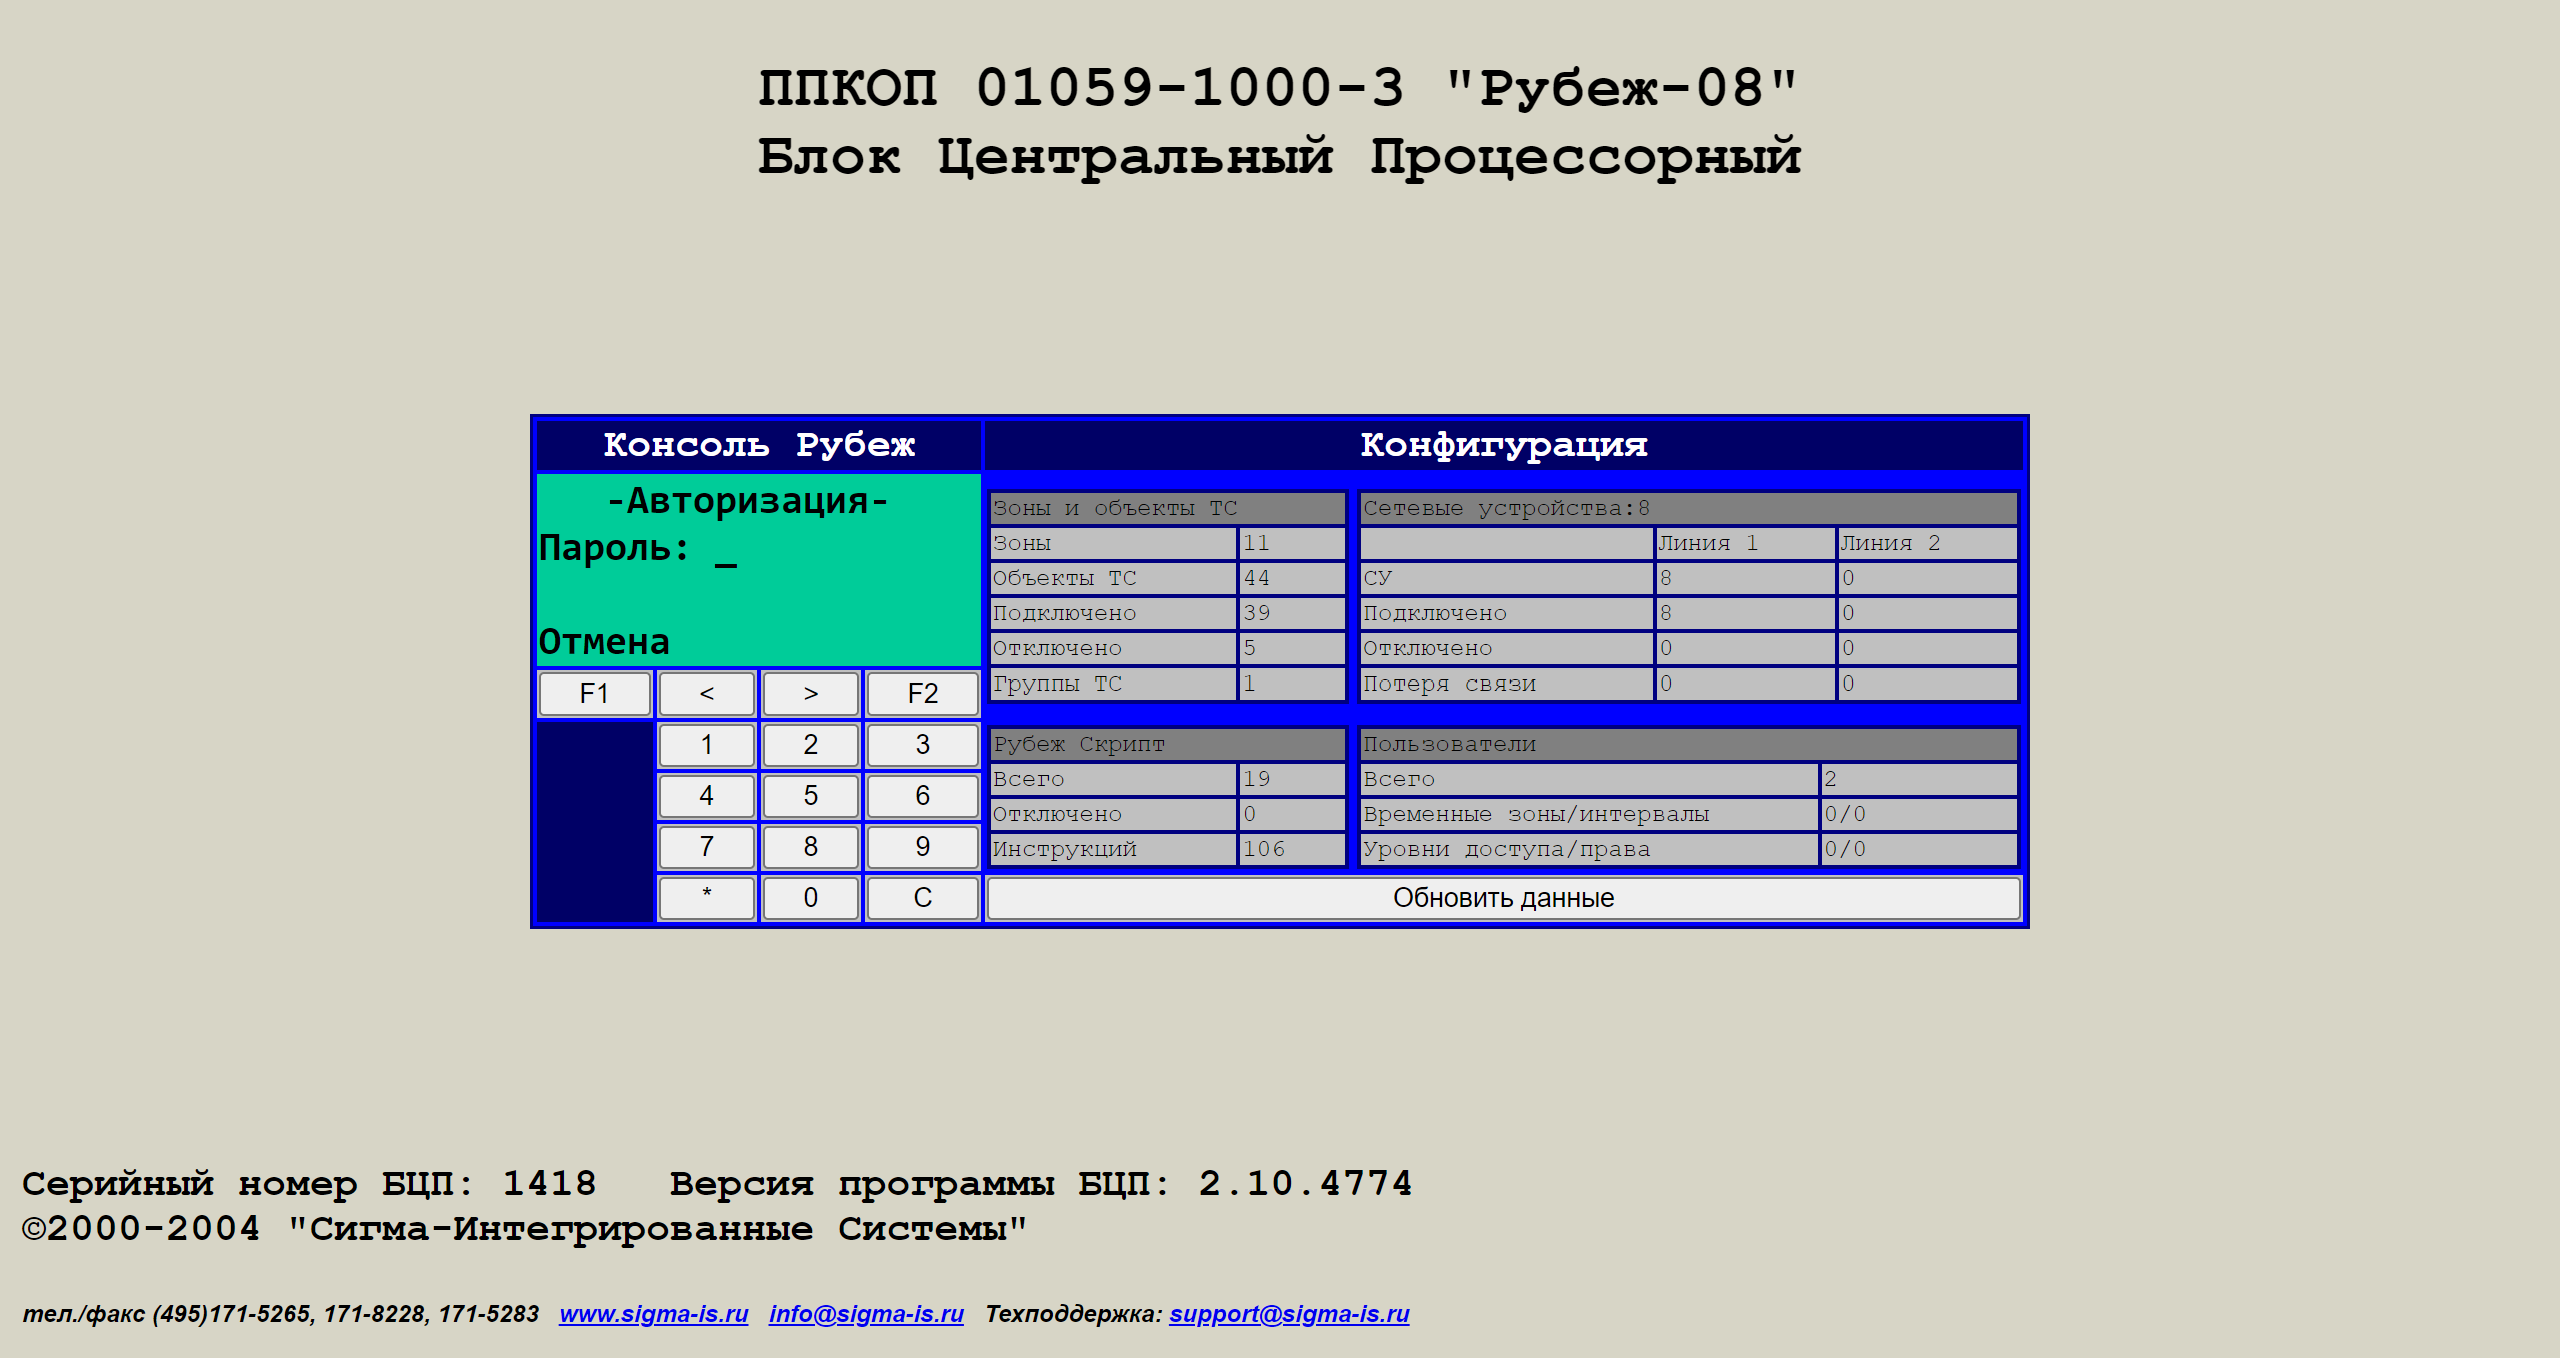 ППКОП 01059-1000-3 "Рубеж-08"
Блок Центральный Процессорный
Консоль Рубеж
-Авторизация-
Пароль: _
Отмена
F1 < > F2
1 2 3
4 5 6
7 8 9
* 0 C
Конфигурация
Зоны и объекты ТС
Зоны 11
Объекты ТС 44
Подключено 39
Отключено 5
Группы ТС 1
Сетевые устройства:8
Линия 1 Линия 2
СУ 8 0
Подключено 8 0
Отключено 0 0
Потеря связи 0 0
Рубеж Скрипт
Всего 19
Отключено 0
Инструкций 106
Пользователи
Всего 2
Временные зоны/интервалы 0/0
Уровни доступа/права 0/0
Обновить данные
Серийный номер БЦП: 1418 Версия программы БЦП: 2.10.4774
©2000-2004 "Сигма-Интегрированные Системы"
тел./факс (495)171-5265, 171-8228, 171-5283 www.sigma-is.ru info@sigma-is.ru Техподдержка: support@sigma-is.ru